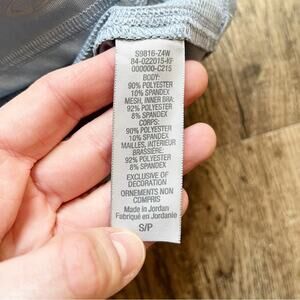 S9816-Z4W
84-022015-KF
000000-C215
BODY:
90% POLYESTER
10% SPANDEX
MESH, INNER BRA:
92% POLYESTER
8% SPANDEX
CORPS:
90% POLYESTER
10% SPANDEX
MAILLES, INTÉRIEUR
BRASSIÈRE:
92% POLYESTER
8% SPANDEX
EXCLUSIVE OF
DECORATION
ORNEMENTS NON
COMPRIS
Made in Jordan
Fabriqué en Jordanie
S/P